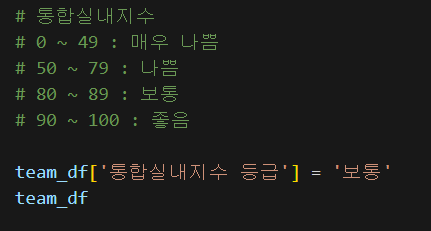 # 통합실내지수
# 0 ~ 49 : 매우 나쁨
# 50 ~ 79 : 나쁨
# 80 ~ 89 : 보통
# 90 ~ 100 : 좋음
team_df['통합실내지수 등급'] = '보통'
team_df